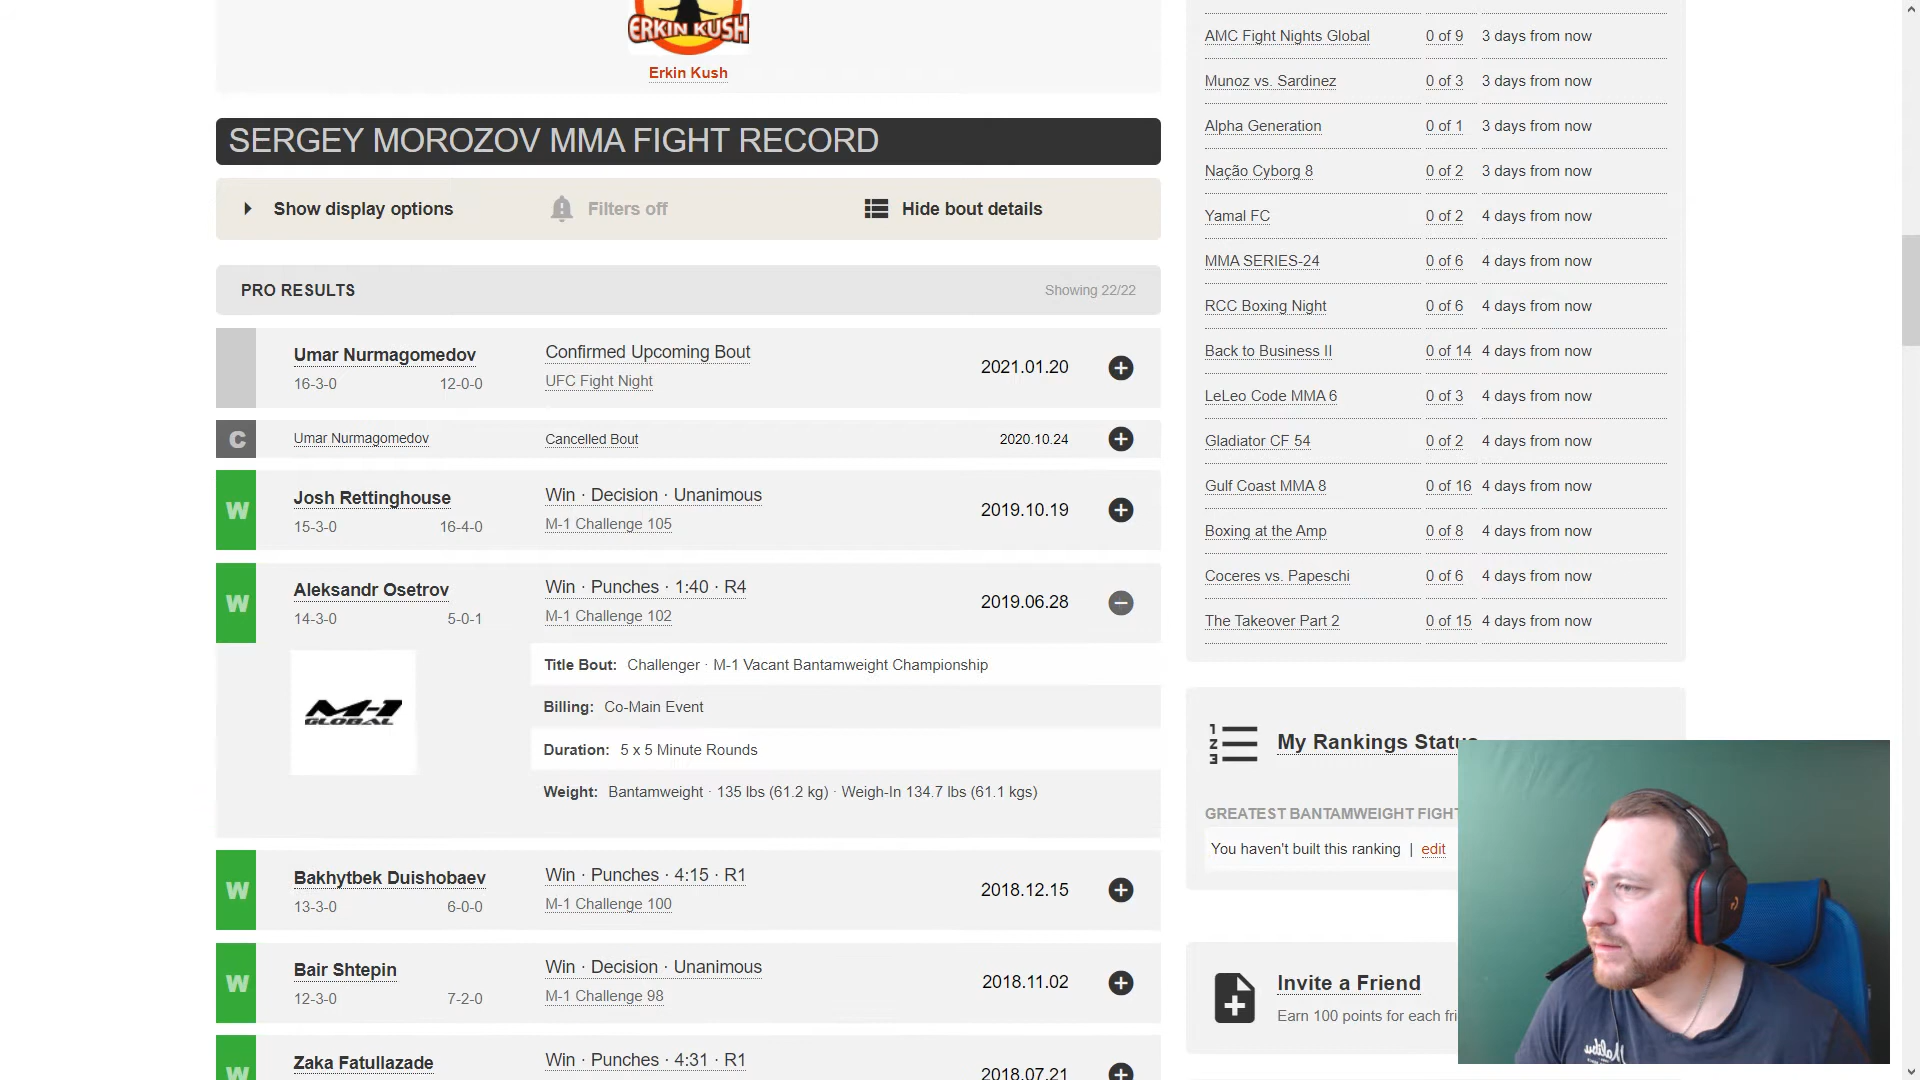 ERKIN KUSH
Erkin Kush
SERGEY MOROZOV MMA FIGHT RECORD
Show display options
Filters off
Hide bout details
PRO RESULTS
Showing 22/22
Umar Nurmagomedov
Confirmed Upcoming Bout
2021.01.20
16-3-0
12-0-0
UFC Fight Night
C
Umar Nurmagomedov
Cancelled Bout
2020.10.24
W
Josh Rettinghouse
Win · Decision · Unanimous
2019.10.19
15-3-0
16-4-0
M-1 Challenge 105
W
Aleksandr Osetrov
Win · Punches · 1:40 · R4
2019.06.28
14-3-0
5-0-1
M-1 Challenge 102
M-1
GLOBAL
Title Bout: Challenger · M-1 Vacant Bantamweight Championship
Billing: Co-Main Event
Duration: 5 x 5 Minute Rounds
Weight: Bantamweight · 135 lbs (61.2 kg) · Weigh-In 134.7 lbs (61.1 kgs)
W
Bakhytbek Duishobaev
Win · Punches · 4:15 · R1
2018.12.15
13-3-0
6-0-0
M-1 Challenge 100
W
Bair Shtepin
Win · Decision · Unanimous
2018.11.02
12-3-0
7-2-0
M-1 Challenge 98
W
Zaka Fatullazade
Win · Punches · 4:31 · R1
2018.07.21
AMC Fight Nights Global 0 of 9 3 days from now
Munoz vs. Sardinez 0 of 3 3 days from now
Alpha Generation 0 of 1 3 days from now
Nação Cyborg 8 0 of 2 3 days from now
Yamal FC 0 of 2 4 days from now
MMA SERIES-24 0 of 6 4 days from now
RCC Boxing Night 0 of 6 4 days from now
Back to Business II 0 of 14 4 days from now
LeLeo Code MMA 6 0 of 3 4 days from now
Gladiator CF 54 0 of 2 4 days from now
Gulf Coast MMA 8 0 of 16 4 days from now
Boxing at the Amp 0 of 8 4 days from now
Coceres vs. Papeschi 0 of 6 4 days from now
The Takeover Part 2 0 of 15 4 days from now
1
2
3
My Rankings Status
GREATEST BANTAMWEIGHT FIGHT
You haven't built this ranking | edit
Invite a Friend
Earn 100 points for each fri
Malibu